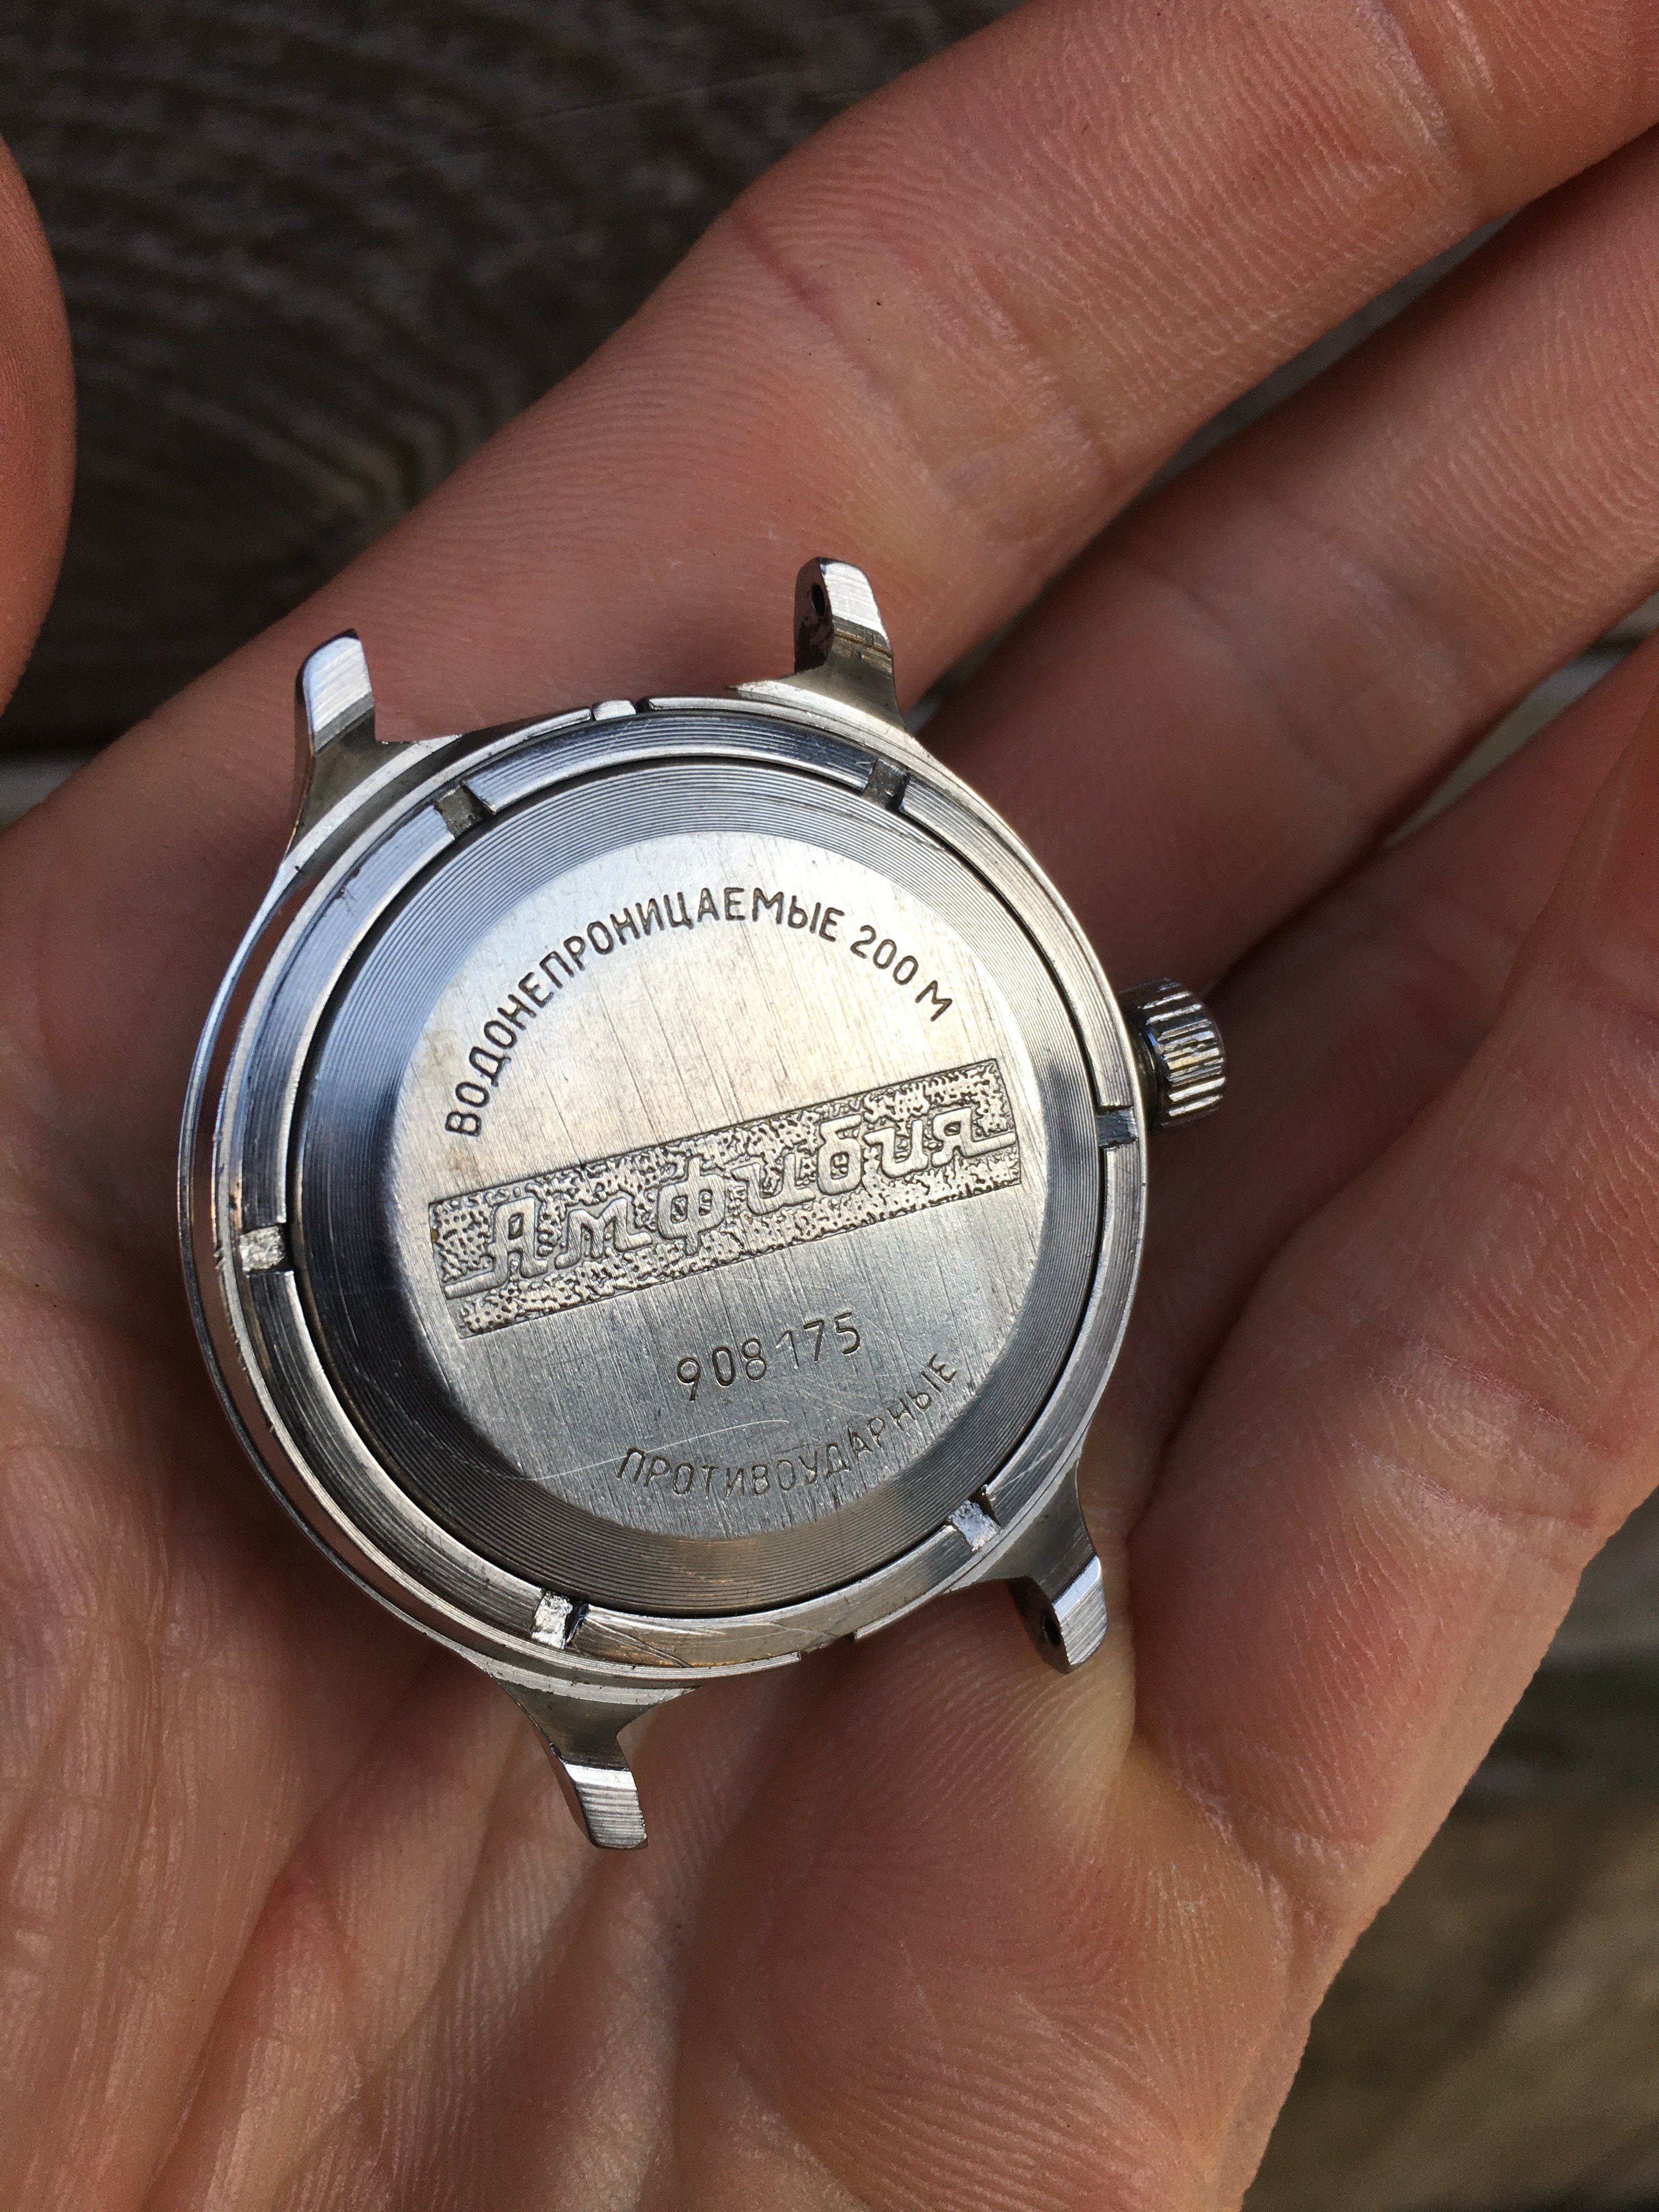 ВОДОНЕПРОНИЦАЕМЫЕ 200 М
Амфибия
908175
ПРОТИВОУДАРНЫЕ